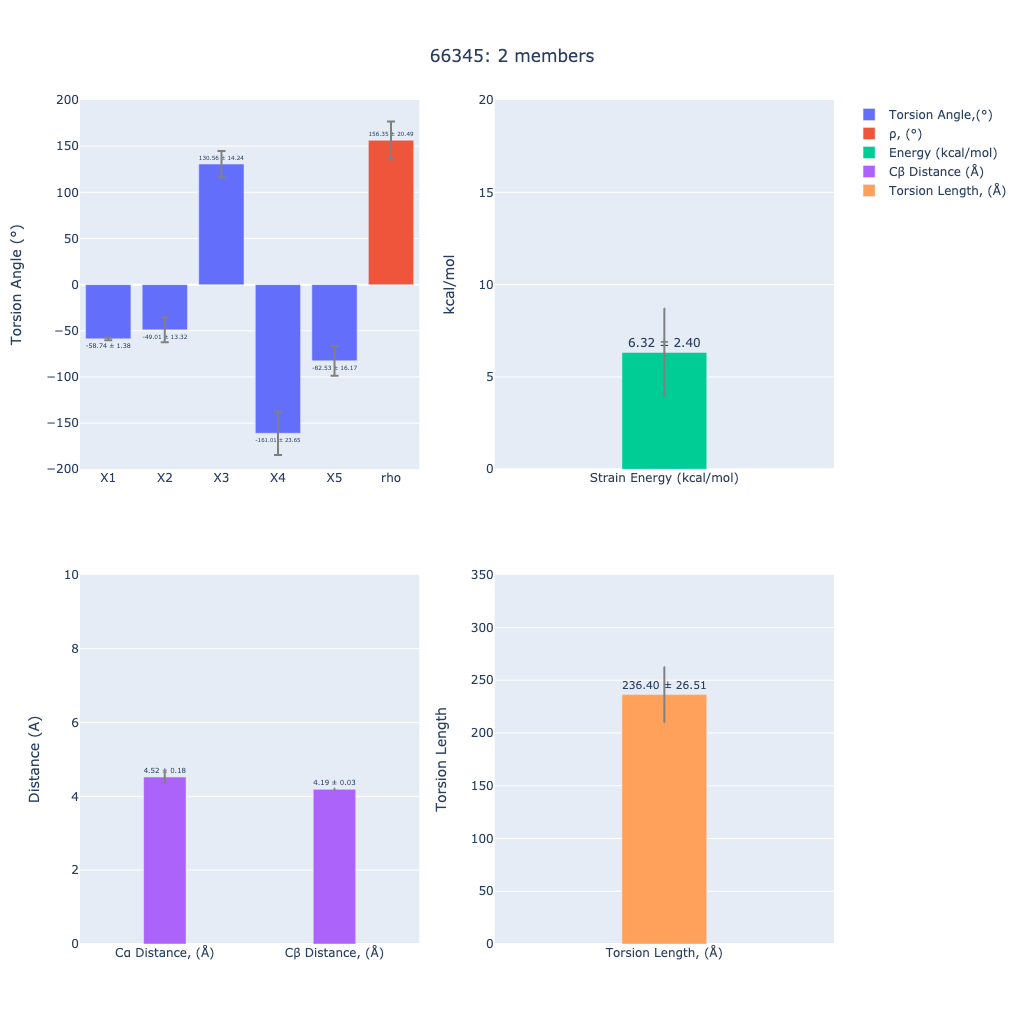 66345: 2 members
Torsion Angle (°)
200
150
100
50
0
−50
−100
−150
−200
-58.74 ± 1.38
-49.01 ± 13.32
130.56 ± 14.24
-161.01 ± 23.65
-82.53 ± 16.17
156.35 ± 20.49
X1 X2 X3 X4 X5 rho
kcal/mol
20
15
10
5
0
6.32 ± 2.40
Strain Energy (kcal/mol)
Torsion Angle,(°)
ρ, (°)
Energy (kcal/mol)
Cβ Distance (Å)
Torsion Length, (Å)
Distance (A)
10
8
6
4
2
0
4.52 ± 0.18
4.19 ± 0.03
Cα Distance, (Å) Cβ Distance, (Å)
Torsion Length
350
300
250
200
150
100
50
0
236.40 ± 26.51
Torsion Length, (Å)